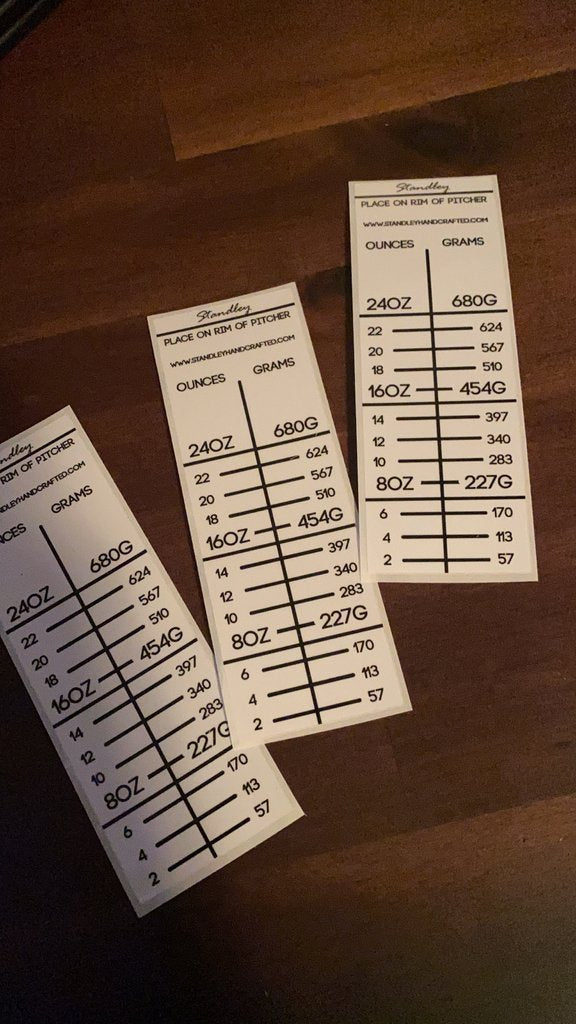 Standley
PLACE ON RIM OF PITCHER
WWW.STANDLEYHANDCRAFTED.COM
OUNCES GRAMS
24OZ 680G
22 624
20 567
18 510
16OZ 454G
14 397
12 340
10 283
8OZ 227G
6 170
4 113
2 57
Standley
PLACE ON RIM OF PITCHER
WWW.STANDLEYHANDCRAFTED.COM
OUNCES GRAMS
24OZ 680G
22 624
20 567
18 510
16OZ 454G
14 397
12 340
10 283
8OZ 227G
6 170
4 113
2 57
ndley
RIM OF PITCHER
NDLEYHANDCRAFTED.COM
NCES GRAMS
24OZ 680G
22 624
20 567
18 510
16OZ 454G
14 397
12 340
10 283
8OZ 227G
6 170
4 113
2 57